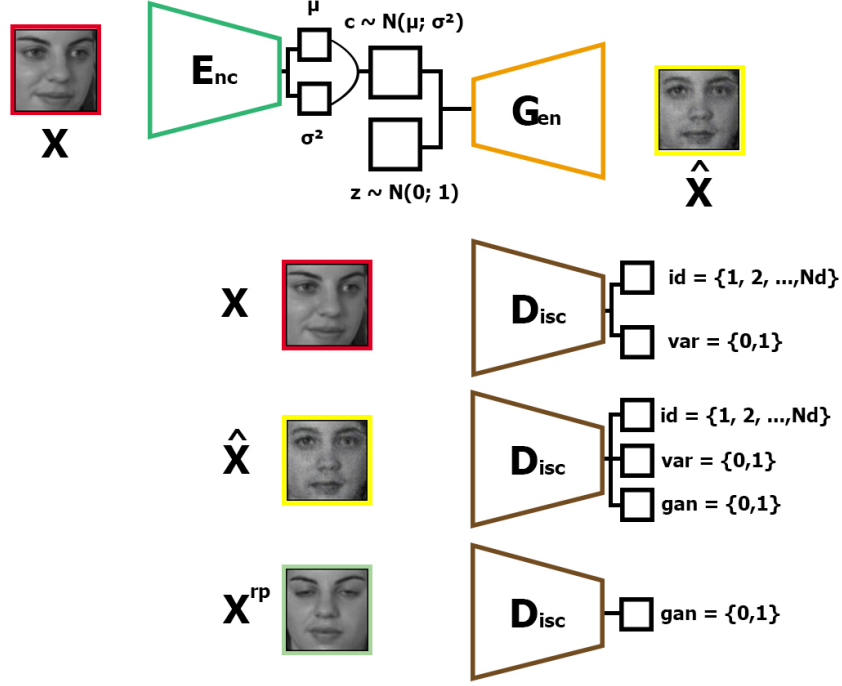 μ
c ~ N(μ; σ²)
Enc
Gen
X
σ²
z ~ N(0; 1)
X̂
X
Disc
id = {1, 2, ...,Nd}
var = {0,1}
X̂
Disc
id = {1, 2, ...,Nd}
var = {0,1}
gan = {0,1}
X^rp
Disc
gan = {0,1}